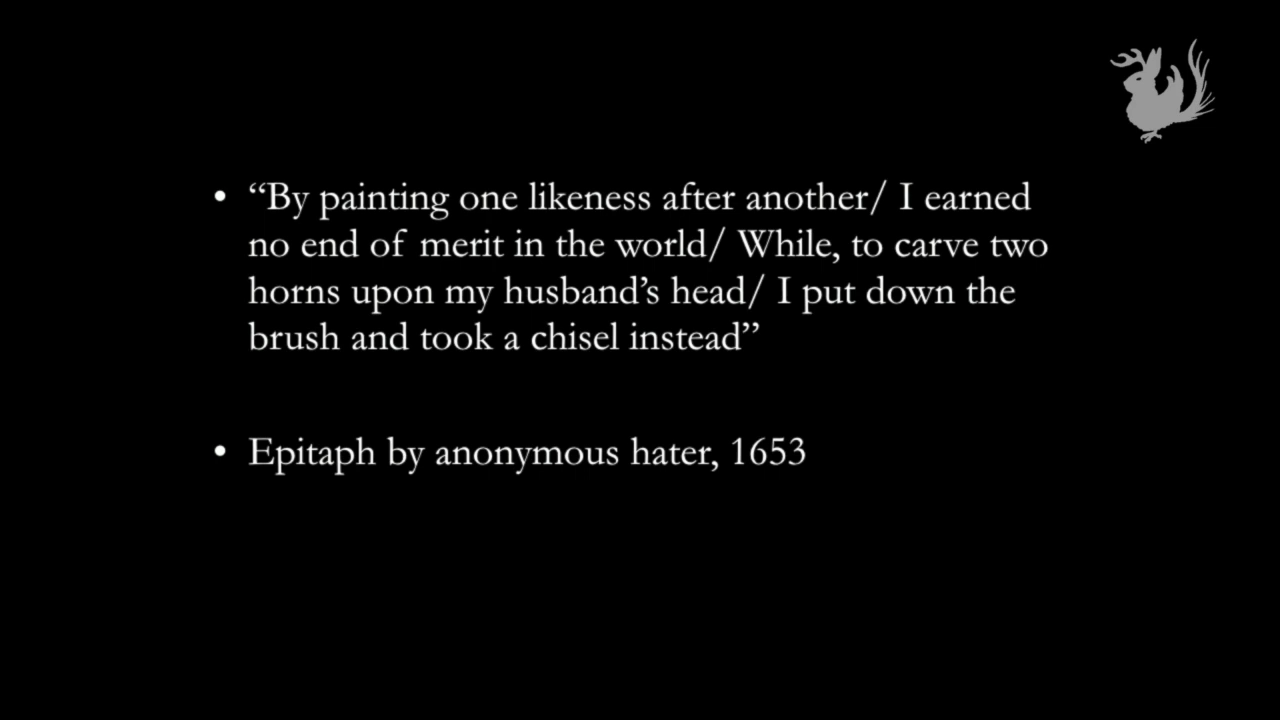 • “By painting one likeness after another/ I earned
no end of merit in the world/ While, to carve two
horns upon my husband’s head/ I put down the
brush and took a chisel instead”
• Epitaph by anonymous hater, 1653